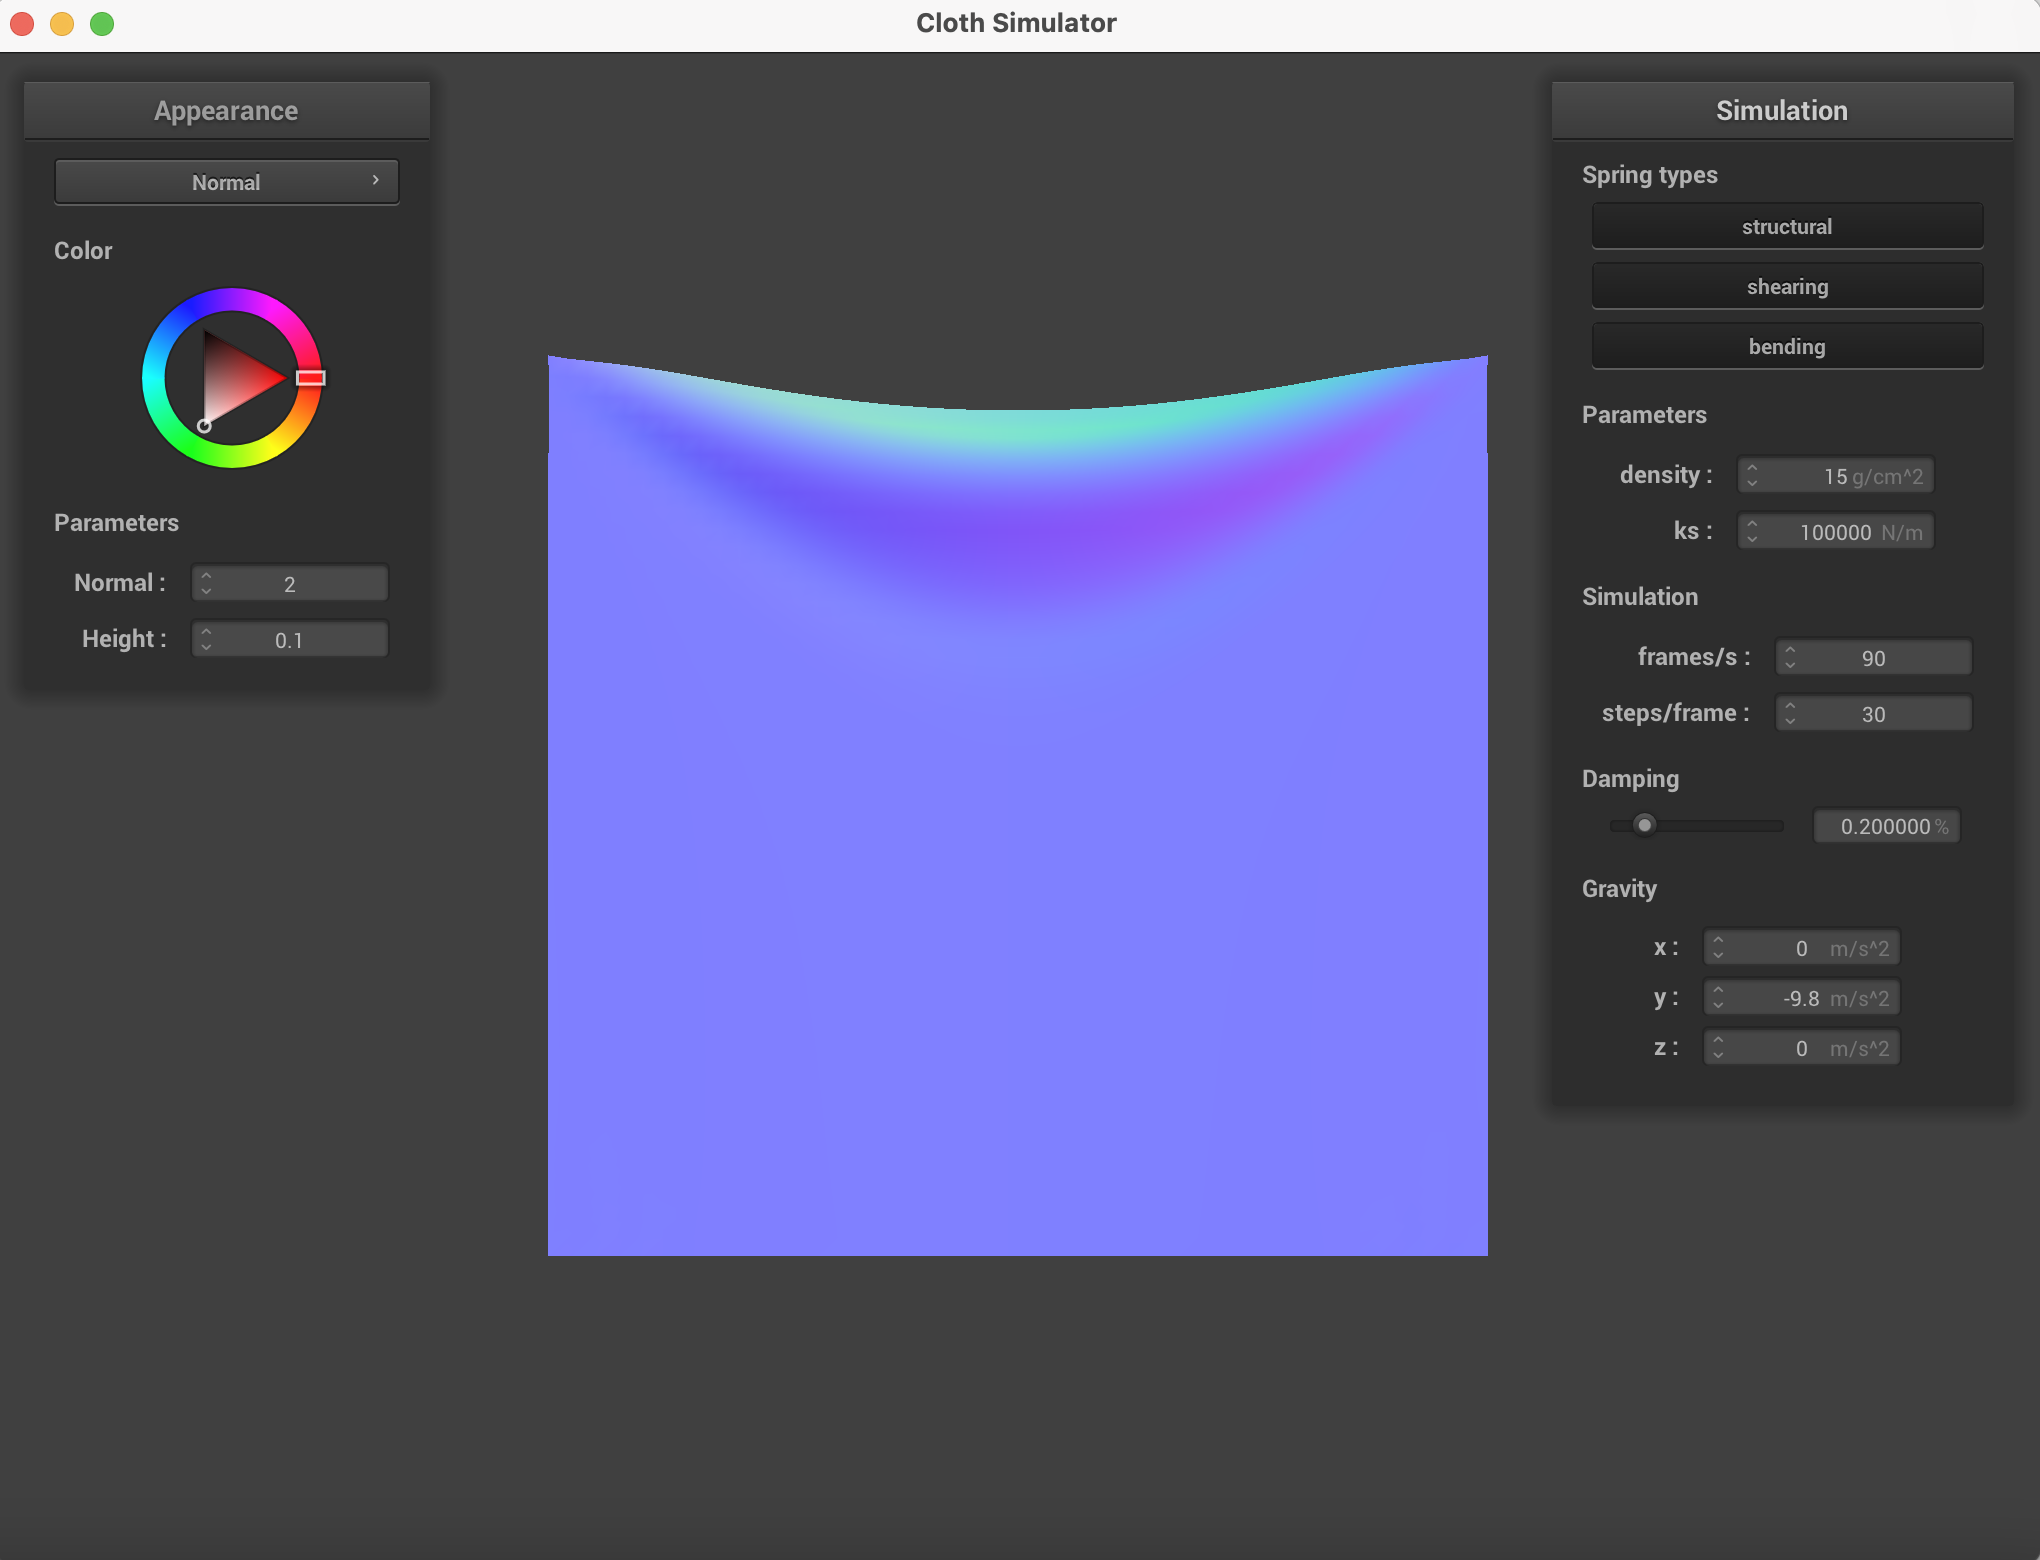 Cloth Simulator
Appearance
Normal
Color
Parameters
Normal : 2
Height : 0.1
Simulation
Spring types
structural
shearing
bending
Parameters
density : 15 g/cm^2
ks : 100000 N/m
Simulation
frames/s : 90
steps/frame : 30
Damping
0.200000 %
Gravity
x : 0 m/s^2
y : -9.8 m/s^2
z : 0 m/s^2